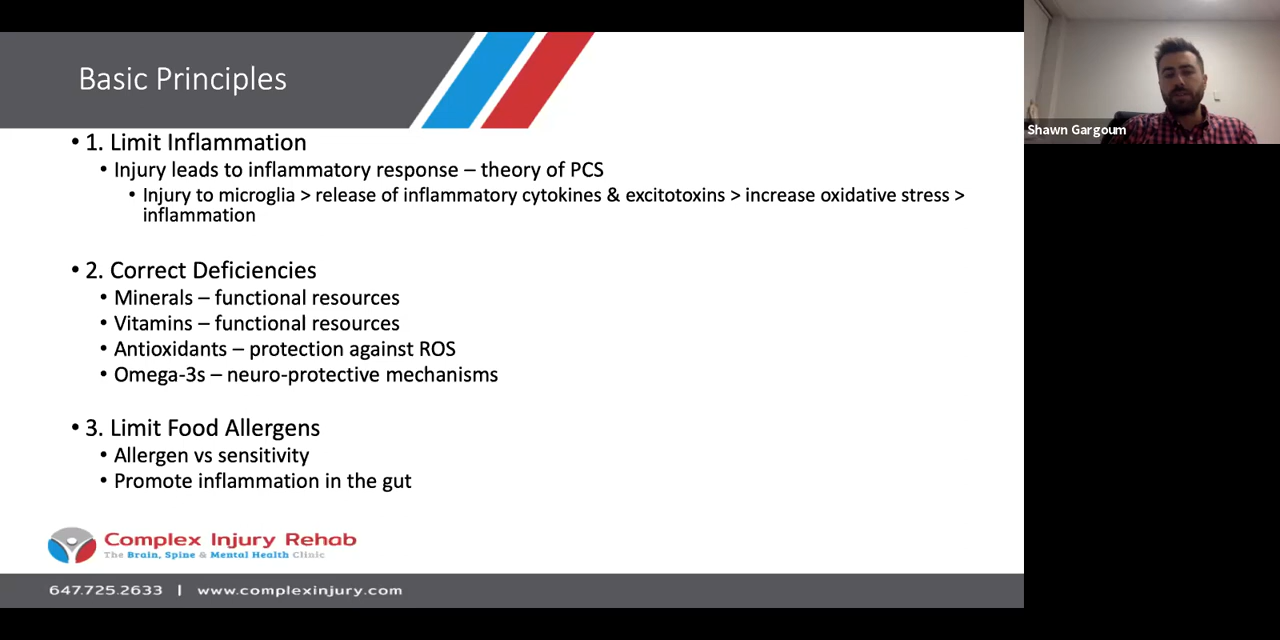 Basic Principles
• 1. Limit Inflammation
• Injury leads to inflammatory response – theory of PCS
• Injury to microglia > release of inflammatory cytokines & excitotoxins > increase oxidative stress >
inflammation
• 2. Correct Deficiencies
• Minerals – functional resources
• Vitamins – functional resources
• Antioxidants – protection against ROS
• Omega-3s – neuro-protective mechanisms
• 3. Limit Food Allergens
• Allergen vs sensitivity
• Promote inflammation in the gut
Complex Injury Rehab
The Brain, Spine & Mental Health Clinic
647.725.2633 | www.complexinjury.com
Shawn Gargoum